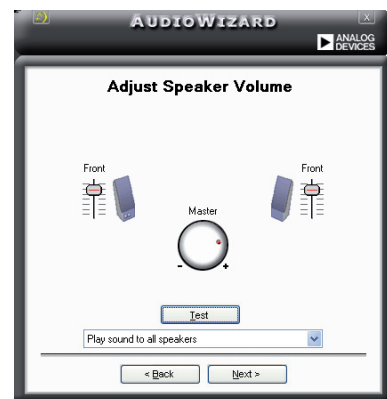 AUDIOWIZARD
ANALOG
DEVICES
Adjust Speaker Volume
Front
Front
Master
- +
Test
Play sound to all speakers
< Back
Next >